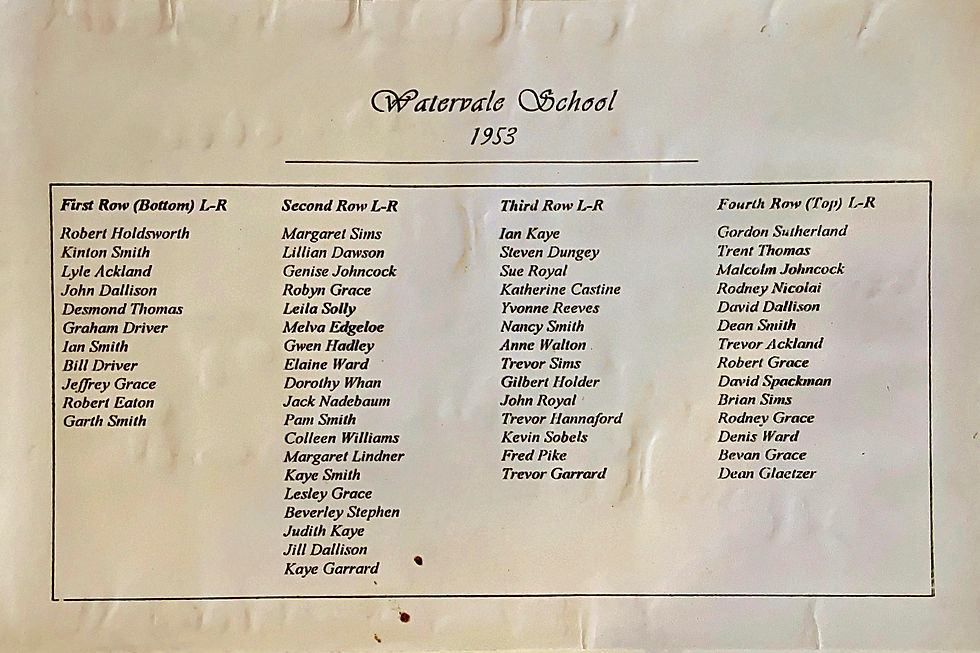 Watervale School
1953
First Row (Bottom) L-R
Robert Holdsworth
Kinton Smith
Lyle Ackland
John Dallison
Desmond Thomas
Graham Driver
Ian Smith
Bill Driver
Jeffrey Grace
Robert Eaton
Garth Smith
Second Row L-R
Margaret Sims
Lillian Dawson
Genise Johncock
Robyn Grace
Leila Solly
Melva Edgeloe
Gwen Hadley
Elaine Ward
Dorothy Whan
Jack Nadebaum
Pam Smith
Colleen Williams
Margaret Lindner
Kaye Smith
Lesley Grace
Beverley Stephen
Judith Kaye
Jill Dallison
Kaye Garrard
Third Row L-R
Ian Kaye
Steven Dungey
Sue Royal
Katherine Castine
Yvonne Reeves
Nancy Smith
Anne Walton
Trevor Sims
Gilbert Holder
John Royal
Trevor Hannaford
Kevin Sobels
Fred Pike
Trevor Garrard
Fourth Row (Top) L-R
Gordon Sutherland
Trent Thomas
Malcolm Johncock
Rodney Nicolai
David Dallison
Dean Smith
Trevor Ackland
Robert Grace
David Spackman
Brian Sims
Rodney Grace
Denis Ward
Bevan Grace
Dean Glaetzer